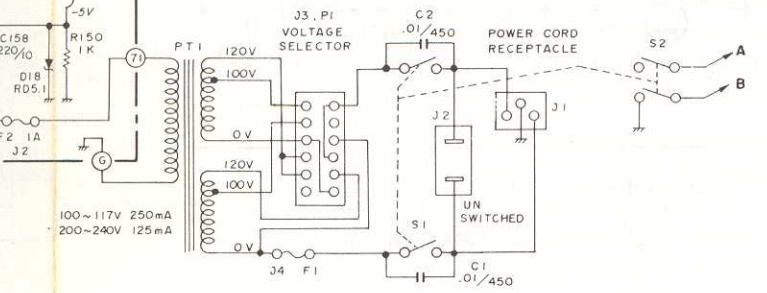 -5V
C158
220/10
R150
1K
D18
RD5.1
71
F2 1A
J2
G
PT1
120V
100V
0V
120V
100V
0V
100~117V 250mA
200~240V 125mA
J3, P1
VOLTAGE
SELECTOR
J4 F1
C2
.01/450
POWER CORD
RECEPTACLE
J2
J1
UN
SWITCHED
S1
C1
.01/450
S2
A
B